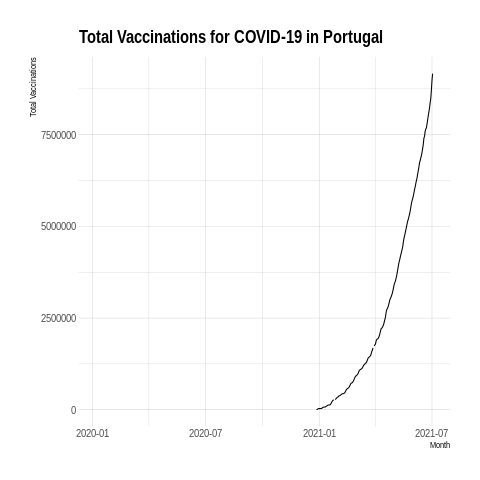 Total Vaccinations for COVID-19 in Portugal
Total Vaccinations
7500000
5000000
2500000
0
2020-01 2020-07 2021-01 2021-07
Month